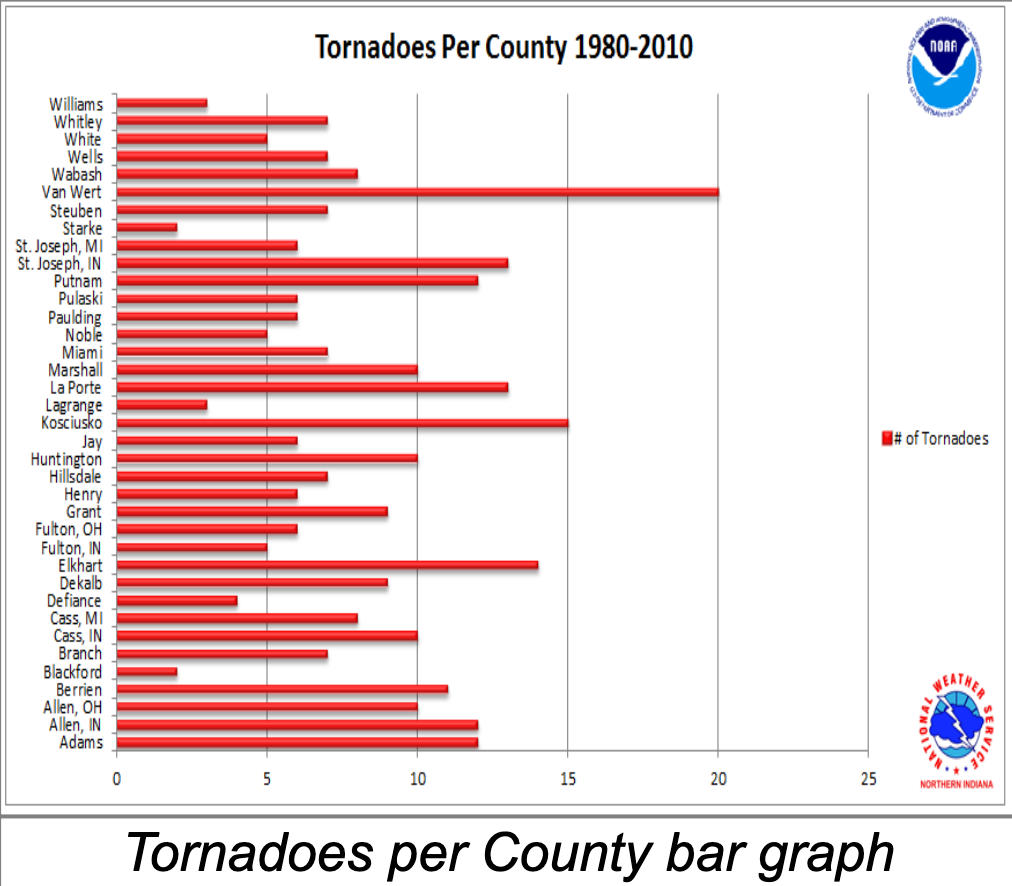 Tornadoes Per County 1980-2010
NOAA
Williams
Whitley
White
Wells
Wabash
Van Wert
Steuben
Starke
St. Joseph, MI
St. Joseph, IN
Putnam
Pulaski
Paulding
Noble
Miami
Marshall
La Porte
Lagrange
Kosciusko
Jay
Huntington
Hillsdale
Henry
Grant
Fulton, OH
Fulton, IN
Elkhart
Dekalb
Defiance
Cass, MI
Cass, IN
Branch
Blackford
Berrien
Allen, OH
Allen, IN
Adams
0 5 10 15 20 25
# of Tornadoes
NATIONAL WEATHER SERVICE
NORTHERN INDIANA
Tornadoes per County bar graph